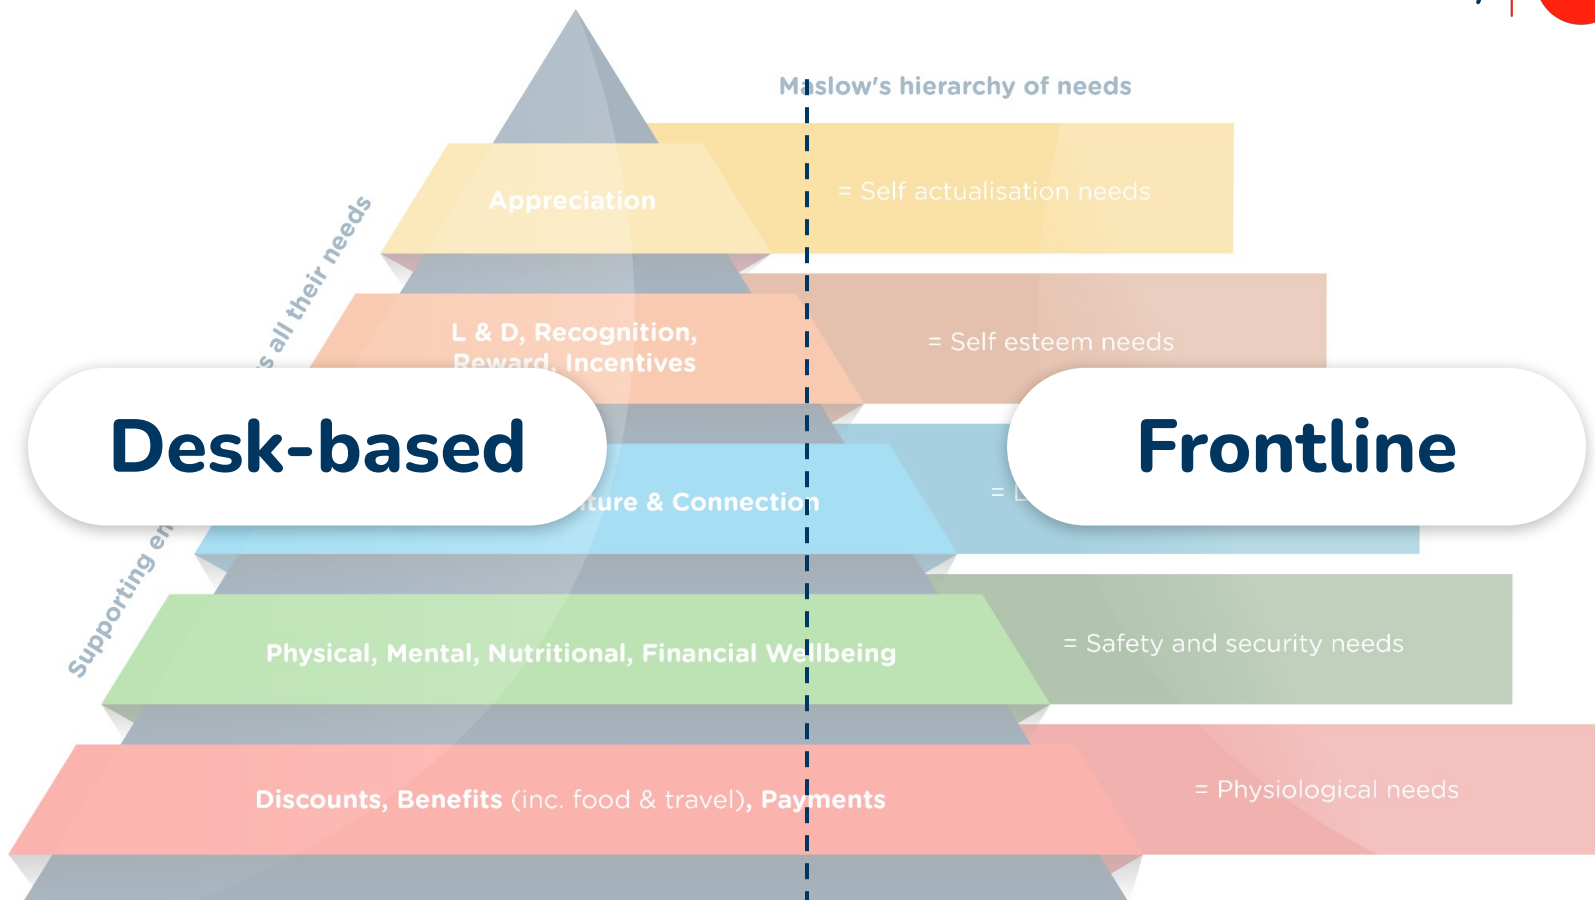 Maslow's hierarchy of needs
Appreciation
= Self actualisation needs
L & D, Recognition,
Reward, Incentives
= Self esteem needs
Supporting
all their needs
Desk-based
Frontline
& Connection
=
Physical, Mental, Nutritional, Financial Wellbeing
= Safety and security needs
Discounts, Benefits (inc. food & travel), Payments
= Physiological needs